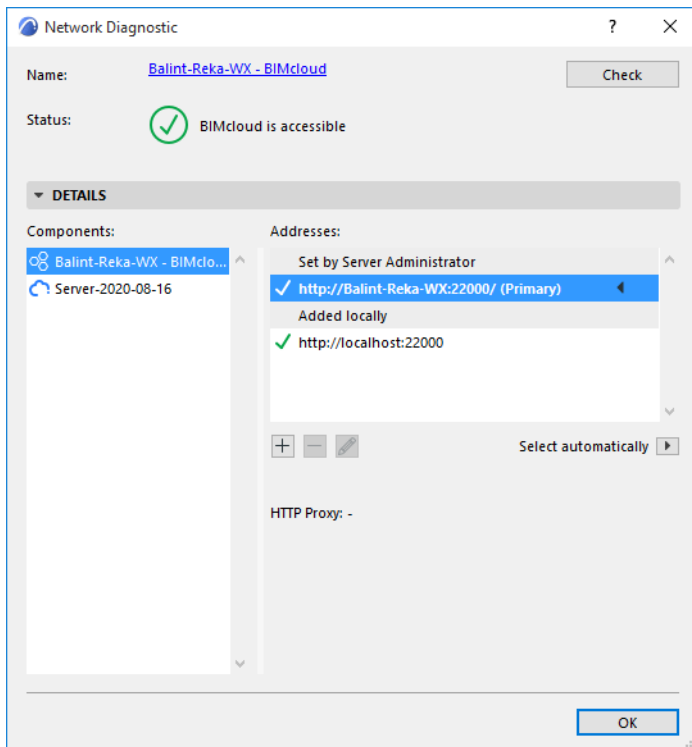 Network Diagnostic
?
Name:
Balint-Reka-WX - BIMcloud
Check
Status:
BIMcloud is accessible
DETAILS
Components:
Addresses:
Balint-Reka-WX - BIMclo...
Set by Server Administrator
Server-2020-08-16
http://Balint-Reka-WX:22000/ (Primary)
Added locally
http://localhost:22000
Select automatically
HTTP Proxy: -
OK